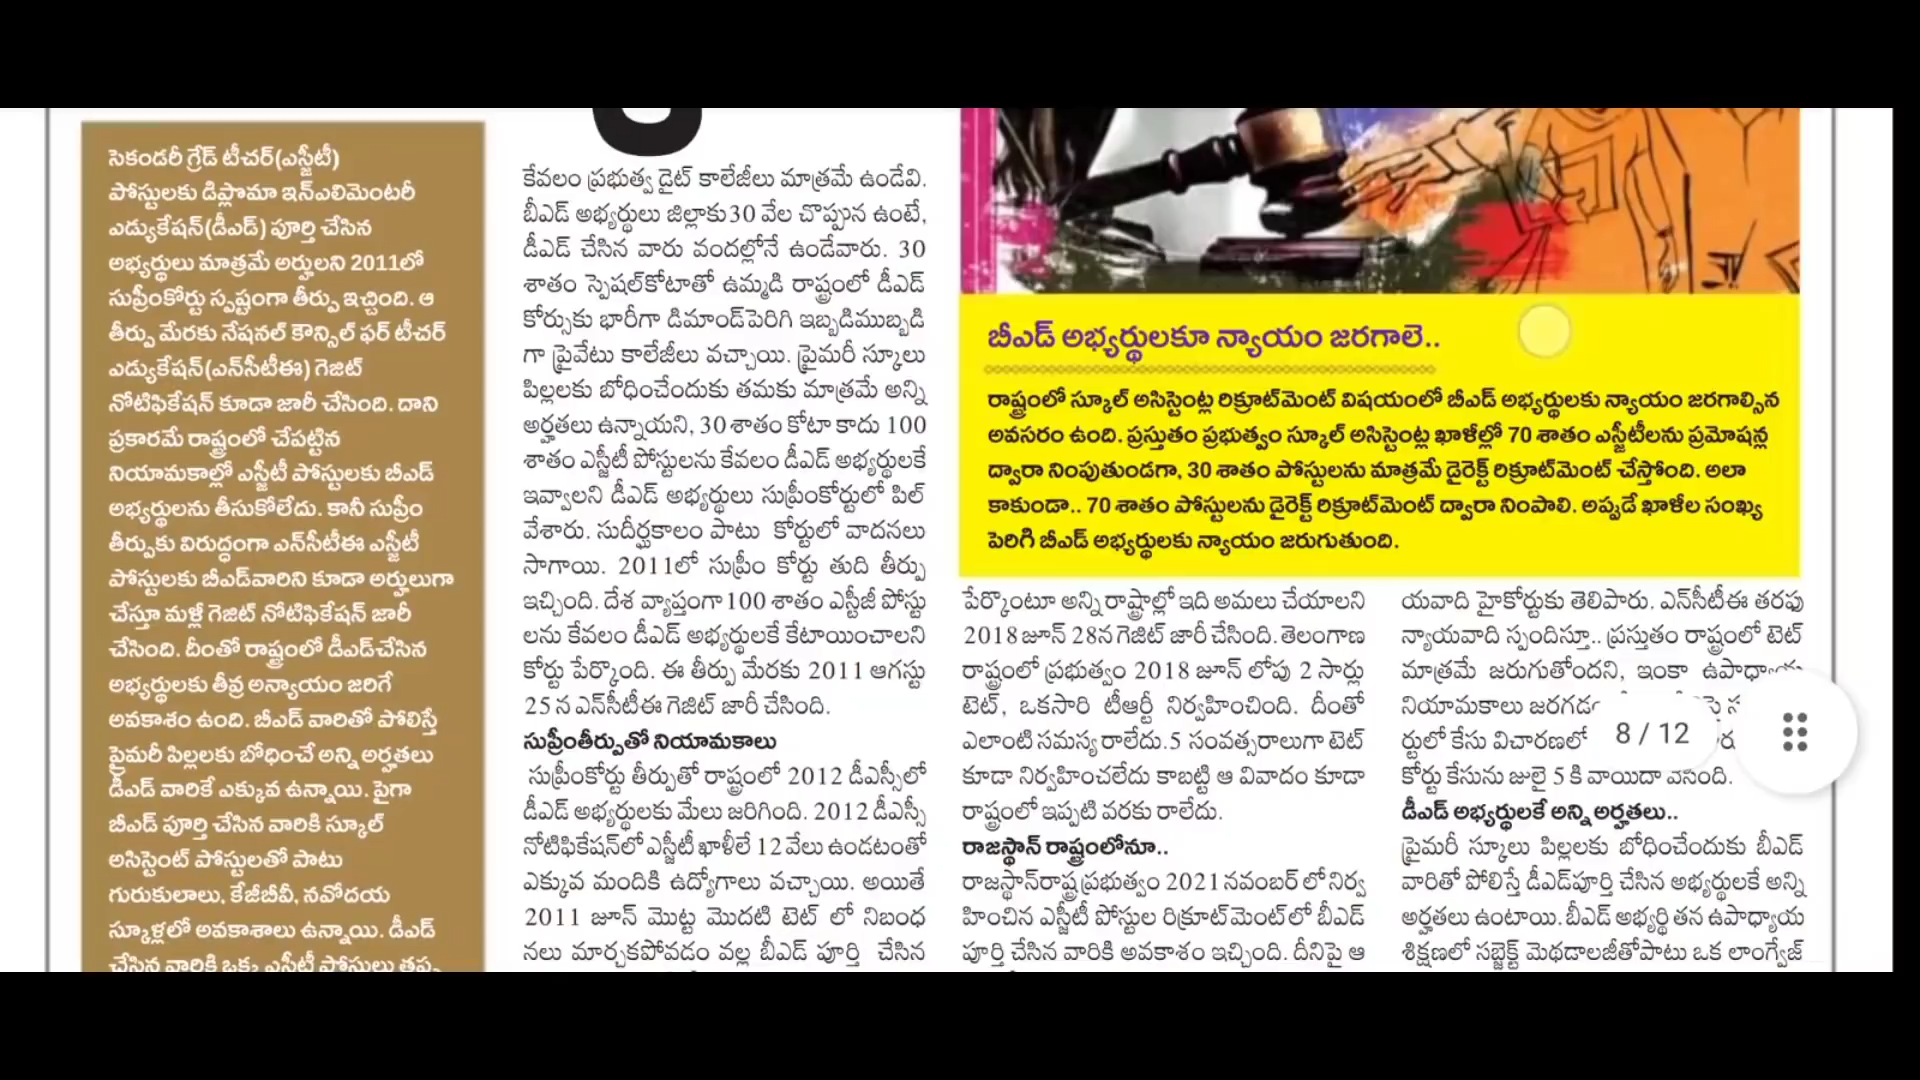 సెకండరీ గ్రేడ్ టీచర్(ఎస్జీటీ)
పోస్టులకు డిప్లొమా ఇన్ఎలిమెంటరీ
ఎడ్యుకేషన్(డీఎడ్) పూర్తి చేసిన
అభ్యర్థులు మాత్రమే అర్హులని 2011లో
సుప్రీంకోర్టు స్పష్టంగా తీర్పు ఇచ్చింది. ఆ
తీర్పు మేరకు నేషనల్ కౌన్సిల్ ఫర్ టీచర్
ఎడ్యుకేషన్(ఎన్సీటీఈ) గెజిట్
నోటిఫికేషన్ కూడా జారీ చేసింది. దాని
ప్రకారమే రాష్ట్రంలో చేపట్టిన
నియామకాల్లో ఎస్జీటీ పోస్టులకు బీఎడ్
అభ్యర్థులను తీసుకోలేదు. కానీ సుప్రీం
తీర్పుకు విరుద్ధంగా ఎన్సీటీఈ ఎస్జీటీ
పోస్టులకు బీఎడ్వారిని కూడా అర్హులుగా
చేస్తూ మళ్లీ గెజిట్ నోటిఫికేషన్ జారీ
చేసింది. దీంతో రాష్ట్రంలో డీఎడ్చేసిన
అభ్యర్థులకు తీవ్ర అన్యాయం జరిగే
అవకాశం ఉంది. బీఎడ్ వారితో పోలిస్తే
ప్రైమరీ పిల్లలకు బోధించే అన్ని అర్హతలు
డీఎడ్ వారికే ఎక్కువ ఉన్నాయి. పైగా
బీఎడ్ పూర్తి చేసిన వారికి స్కూల్
అసిస్టెంట్ పోస్టులతో పాటు
గురుకులాలు, కేజీబీవీ, నవోదయ
స్కూళ్లలో అవకాశాలు ఉన్నాయి. డీఎడ్
చేసిన వారికి ఒక్క ఎస్జీటీ పోస్టులు తప్ప
కేవలం ప్రభుత్వ డైట్ కాలేజీలు మాత్రమే ఉండేవి.
బీఎడ్ అభ్యర్థులు జిల్లాకు 30 వేల చొప్పున ఉంటే,
డీఎడ్ చేసిన వారు వందల్లోనే ఉండేవారు. 30
శాతం స్పెషల్కోటాతో ఉమ్మడి రాష్ట్రంలో డీఎడ్
కోర్సుకు భారీగా డిమాండ్పెరిగి ఇబ్బడిముబ్బడి
గా ప్రైవేటు కాలేజీలు వచ్చాయి. ప్రైమరీ స్కూలు
పిల్లలకు బోధించేందుకు తమకు మాత్రమే అన్ని
అర్హతలు ఉన్నాయని, 30 శాతం కోటా కాదు 100
శాతం ఎస్జీటీ పోస్టులను కేవలం డీఎడ్ అభ్యర్థులకే
ఇవ్వాలని డీఎడ్ అభ్యర్థులు సుప్రీంకోర్టులో పిల్
వేశారు. సుదీర్ఘకాలం పాటు కోర్టులో వాదనలు
సాగాయి. 2011లో సుప్రీం కోర్టు తుది తీర్పు
ఇచ్చింది. దేశ వ్యాప్తంగా 100 శాతం ఎస్టీజీ పోస్టు
లను కేవలం డీఎడ్ అభ్యర్థులకే కేటాయించాలని
కోర్టు పేర్కొంది. ఈ తీర్పు మేరకు 2011 ఆగస్టు
25 న ఎన్సీటీఈ గెజిట్ జారీ చేసింది.
సుప్రీంతీర్పుతో నియామకాలు
సుప్రీంకోర్టు తీర్పుతో రాష్ట్రంలో 2012 డీఎస్సీలో
డీఎడ్ అభ్యర్థులకు మేలు జరిగింది. 2012 డీఎస్సీ
నోటిఫికేషన్లో ఎస్జీటీ ఖాళీలే 12 వేలు ఉండటంతో
ఎక్కువ మందికి ఉద్యోగాలు వచ్చాయి. అయితే
2011 జూన్ మొట్ట మొదటి టెట్ లో నిబంధ
నలు మార్చకపోవడం వల్ల బీఎడ్ పూర్తి చేసిన
బీఎడ్ అభ్యర్థులకూ న్యాయం జరగాలె..
రాష్ట్రంలో స్కూల్ అసిస్టెంట్ల రిక్రూట్మెంట్ విషయంలో బీఎడ్ అభ్యర్థులకు న్యాయం జరగాల్సిన
అవసరం ఉంది. ప్రస్తుతం ప్రభుత్వం స్కూల్ అసిస్టెంట్ల ఖాళీల్లో 70 శాతం ఎస్జీటీలను ప్రమోషన్ల
ద్వారా నింపుతుండగా, 30 శాతం పోస్టులను మాత్రమే డైరెక్ట్ రిక్రూట్మెంట్ చేస్తోంది. అలా
కాకుండా.. 70 శాతం పోస్టులను డైరెక్ట్ రిక్రూట్మెంట్ ద్వారా నింపాలి. అప్పుడే ఖాళీల సంఖ్య
పెరిగి బీఎడ్ అభ్యర్థులకు న్యాయం జరుగుతుంది.
పేర్కొంటూ అన్ని రాష్ట్రాల్లో ఇది అమలు చేయాలని
2018 జూన్ 28న గెజిట్ జారీ చేసింది. తెలంగాణ
రాష్ట్రంలో ప్రభుత్వం 2018 జూన్ లోపు 2 సార్లు
టెట్, ఒకసారి టీఆర్టీ నిర్వహించింది. దీంతో
ఎలాంటి సమస్య రాలేదు. 5 సంవత్సరాలుగా టెట్
కూడా నిర్వహించలేదు కాబట్టి ఆ వివాదం కూడా
రాష్ట్రంలో ఇప్పటి వరకు రాలేదు.
రాజస్థాన్ రాష్ట్రంలోనూ..
రాజస్థాన్రాష్ట్ర ప్రభుత్వం 2021 నవంబర్ లో నిర్వ
హించిన ఎస్జీటీ పోస్టుల రిక్రూట్మెంట్లో బీఎడ్
పూర్తి చేసిన వారికి అవకాశం ఇచ్చింది. దీనిపై ఆ
యవాది హైకోర్టుకు తెలిపారు. ఎన్సీటీఈ తరఫు
న్యాయవాది స్పందిస్తూ.. ప్రస్తుతం రాష్ట్రంలో టెట్
మాత్రమే జరుగుతోందని, ఇంకా ఉపాధ్యాయ
నియామకాలు
ర్టులో కేసు విచారణలో
కోర్టు కేసును జులై 5 కి వాయిదా వేసింది.
డీఎడ్ అభ్యర్థులకే అన్ని అర్హతలు..
ప్రైమరీ స్కూలు పిల్లలకు బోధించేందుకు బీఎడ్
వారితో పోలిస్తే డీఎడ్పూర్తి చేసిన అభ్యర్థులకే అన్ని
అర్హతలు ఉంటాయి. బీఎడ్ అభ్యర్థి తన ఉపాధ్యాయ
శిక్షణలో సబ్జెక్ట్ మెథడాలజీతోపాటు ఒక లాంగ్వేజ్
8 / 12